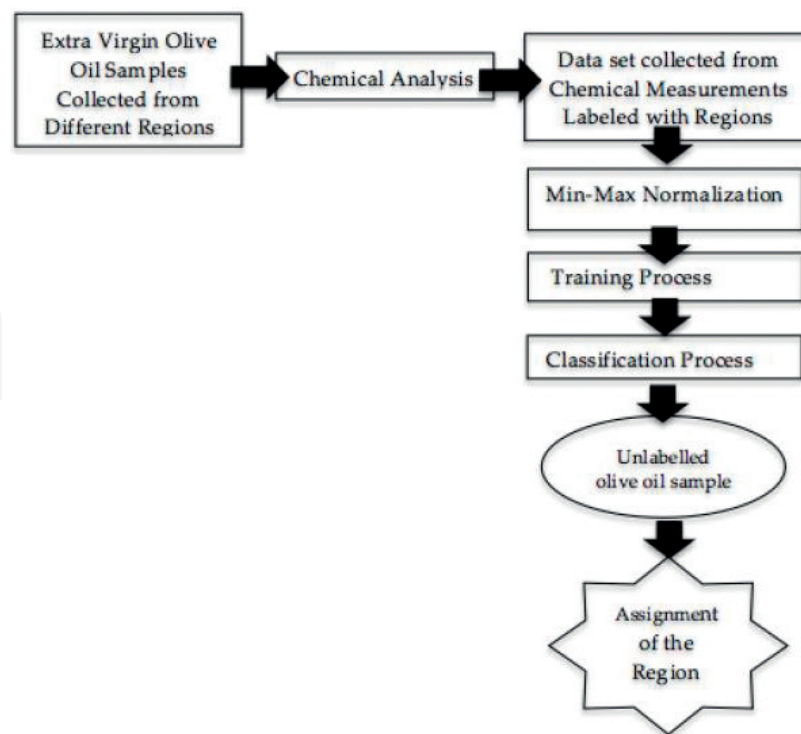 Extra Virgin Olive
Oil Samples
Collected from
Different Regions
Chemical Analysis
Data set collected from
Chemical Measurements
Labeled with Regions
Min-Max Normalization
Training Process
Classification Process
Unlabelled
olive oil sample
Assignment
of the
Region